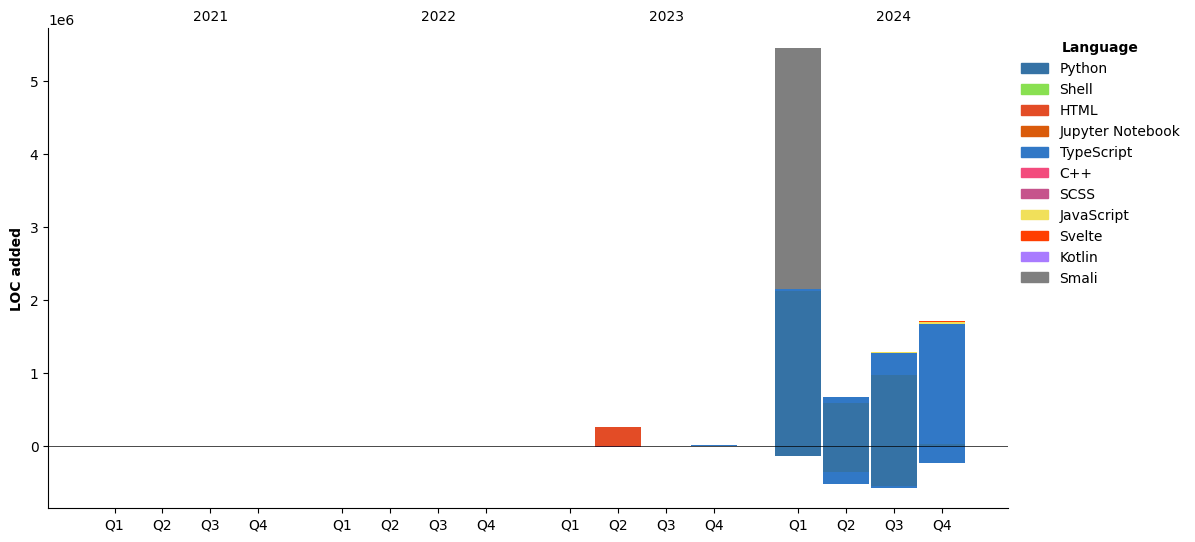 1e6
2021
2022
2023
2024
LOC added
5
4
3
2
1
0
Q1 Q2 Q3 Q4 Q1 Q2 Q3 Q4 Q1 Q2 Q3 Q4 Q1 Q2 Q3 Q4
Language
Python
Shell
HTML
Jupyter Notebook
TypeScript
C++
SCSS
JavaScript
Svelte
Kotlin
Smali